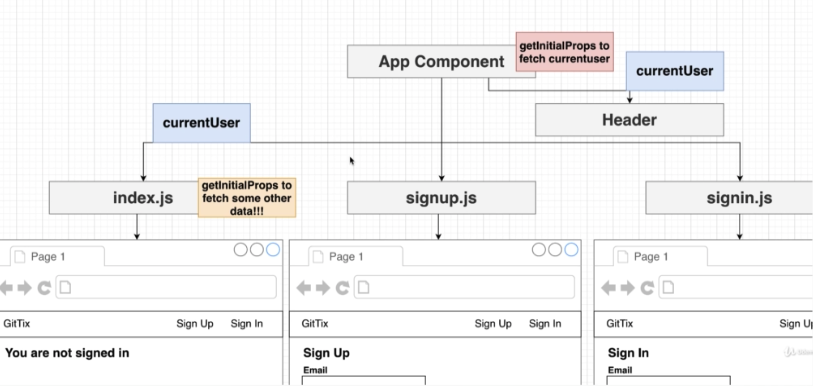 getInitialProps to
fetch currentuser
App Component
currentUser
currentUser
Header
index.js
getInitialProps to
fetch some other
data!!!
signup.js
signin.js
Page 1
Page 1
Page 1
GitTix
Sign Up
Sign In
GitTix
Sign Up
Sign In
GitTix
You are not signed in
Sign Up
Email
Sign In
Email